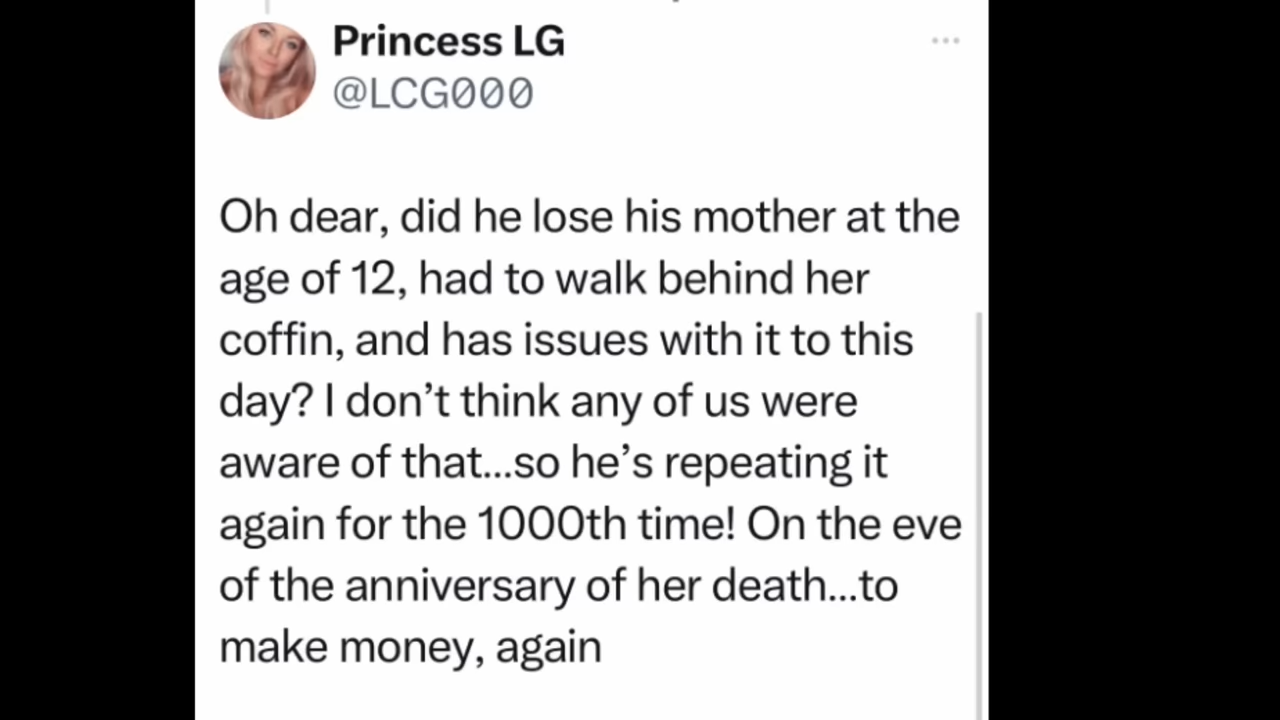 Princess LG
@LCG000
Oh dear, did he lose his mother at the
age of 12, had to walk behind her
coffin, and has issues with it to this
day? I don’t think any of us were
aware of that...so he’s repeating it
again for the 1000th time! On the eve
of the anniversary of her death...to
make money, again